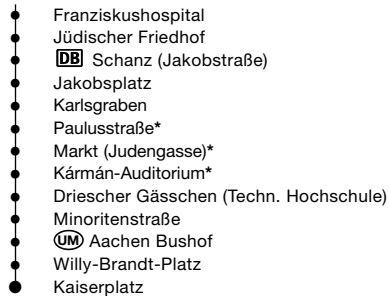 Franziskushospital
Jüdischer Friedhof
DB Schanz (Jakobstraße)
Jakobsplatz
Karlsgraben
Paulusstraße*
Markt (Judengasse)*
Kármán-Auditorium*
Driescher Gässchen (Techn. Hochschule)
Minoritenstraße
UM Aachen Bushof
Willy-Brandt-Platz
Kaiserplatz